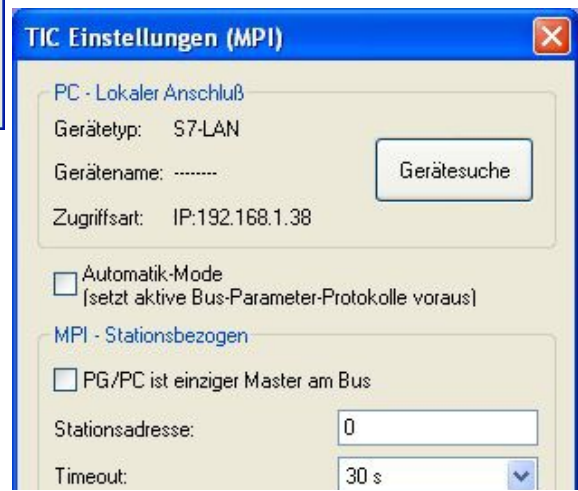 TIC Einstellungen (MPI)
PC - Lokaler Anschluß
Gerätetyp: S7-LAN
Gerätename: --------
Gerätesuche
Zugriffsart: IP:192.168.1.38
Automatik-Mode
(setzt aktive Bus-Parameter-Protokolle voraus)
MPI - Stationsbezogen
PG/PC ist einziger Master am Bus
Stationsadresse: 0
Timeout: 30 s